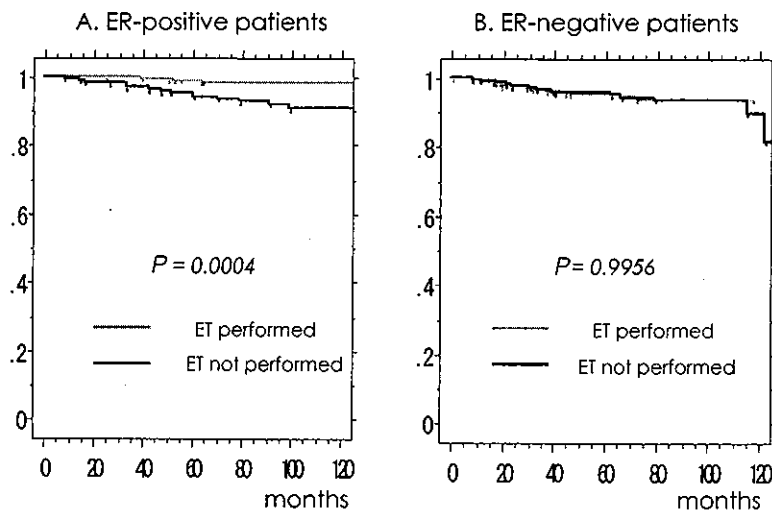 A. ER-positive patients
1
.8
.6
.4
.2
0
P = 0.0004
ET performed
ET not performed
0 20 40 60 80 100 120
months
B. ER-negative patients
1
.8
.6
.4
.2
0
P= 0.9956
ET performed
ET not performed
0 20 40 60 80 100 120
months